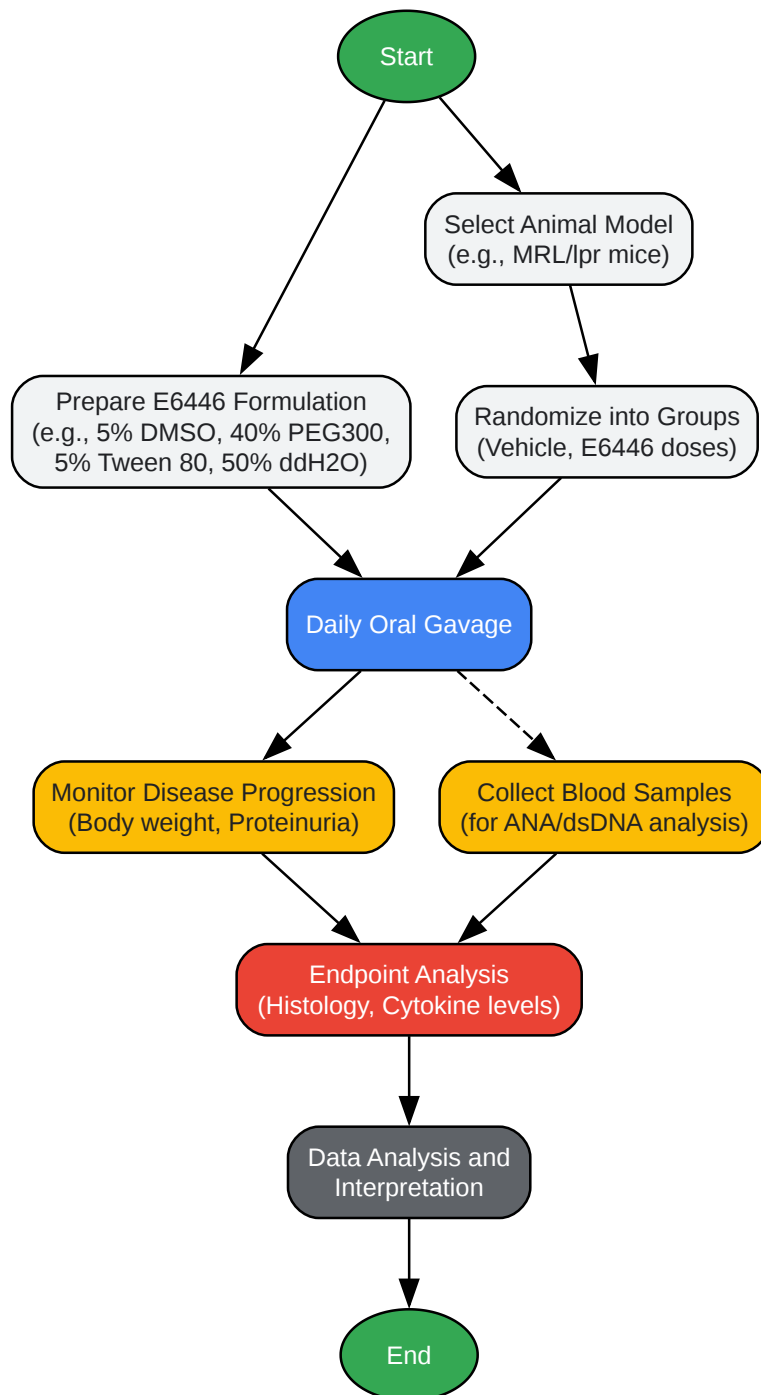 Start
Select Animal Model
(e.g., MRL/lpr mice)
Prepare E6446 Formulation
(e.g., 5% DMSO, 40% PEG300,
5% Tween 80, 50% ddH2O)
Randomize into Groups
(Vehicle, E6446 doses)
Daily Oral Gavage
Monitor Disease Progression
(Body weight, Proteinuria)
Collect Blood Samples
(for ANA/dsDNA analysis)
Endpoint Analysis
(Histology, Cytokine levels)
Data Analysis and
Interpretation
End